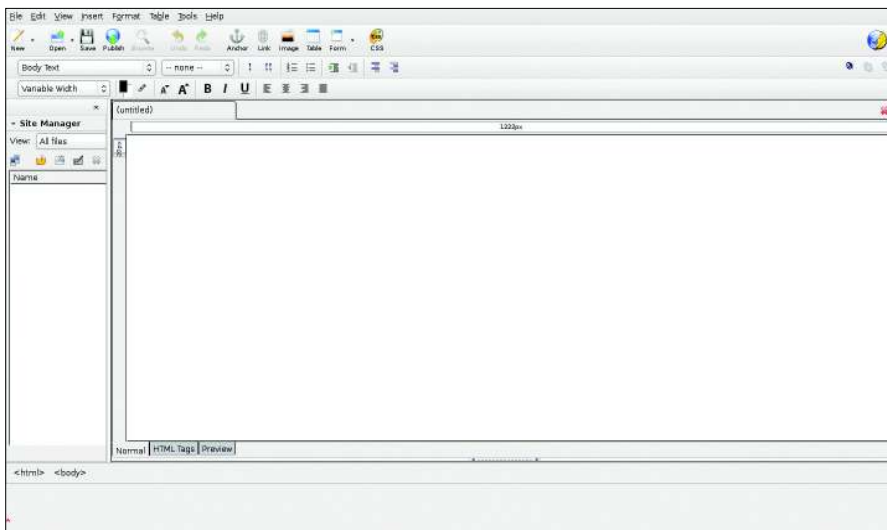 File Edit View Insert Format Table Tools Help
New Open Save Publish Browse Undo Redo Anchor Link Image Table Form CSS
Body Text -- none -- ! !!
Variable Width A A B I U
(untitled)
- Site Manager
1222px
View: All files
Name
Normal HTML Tags Preview
<html> <body>